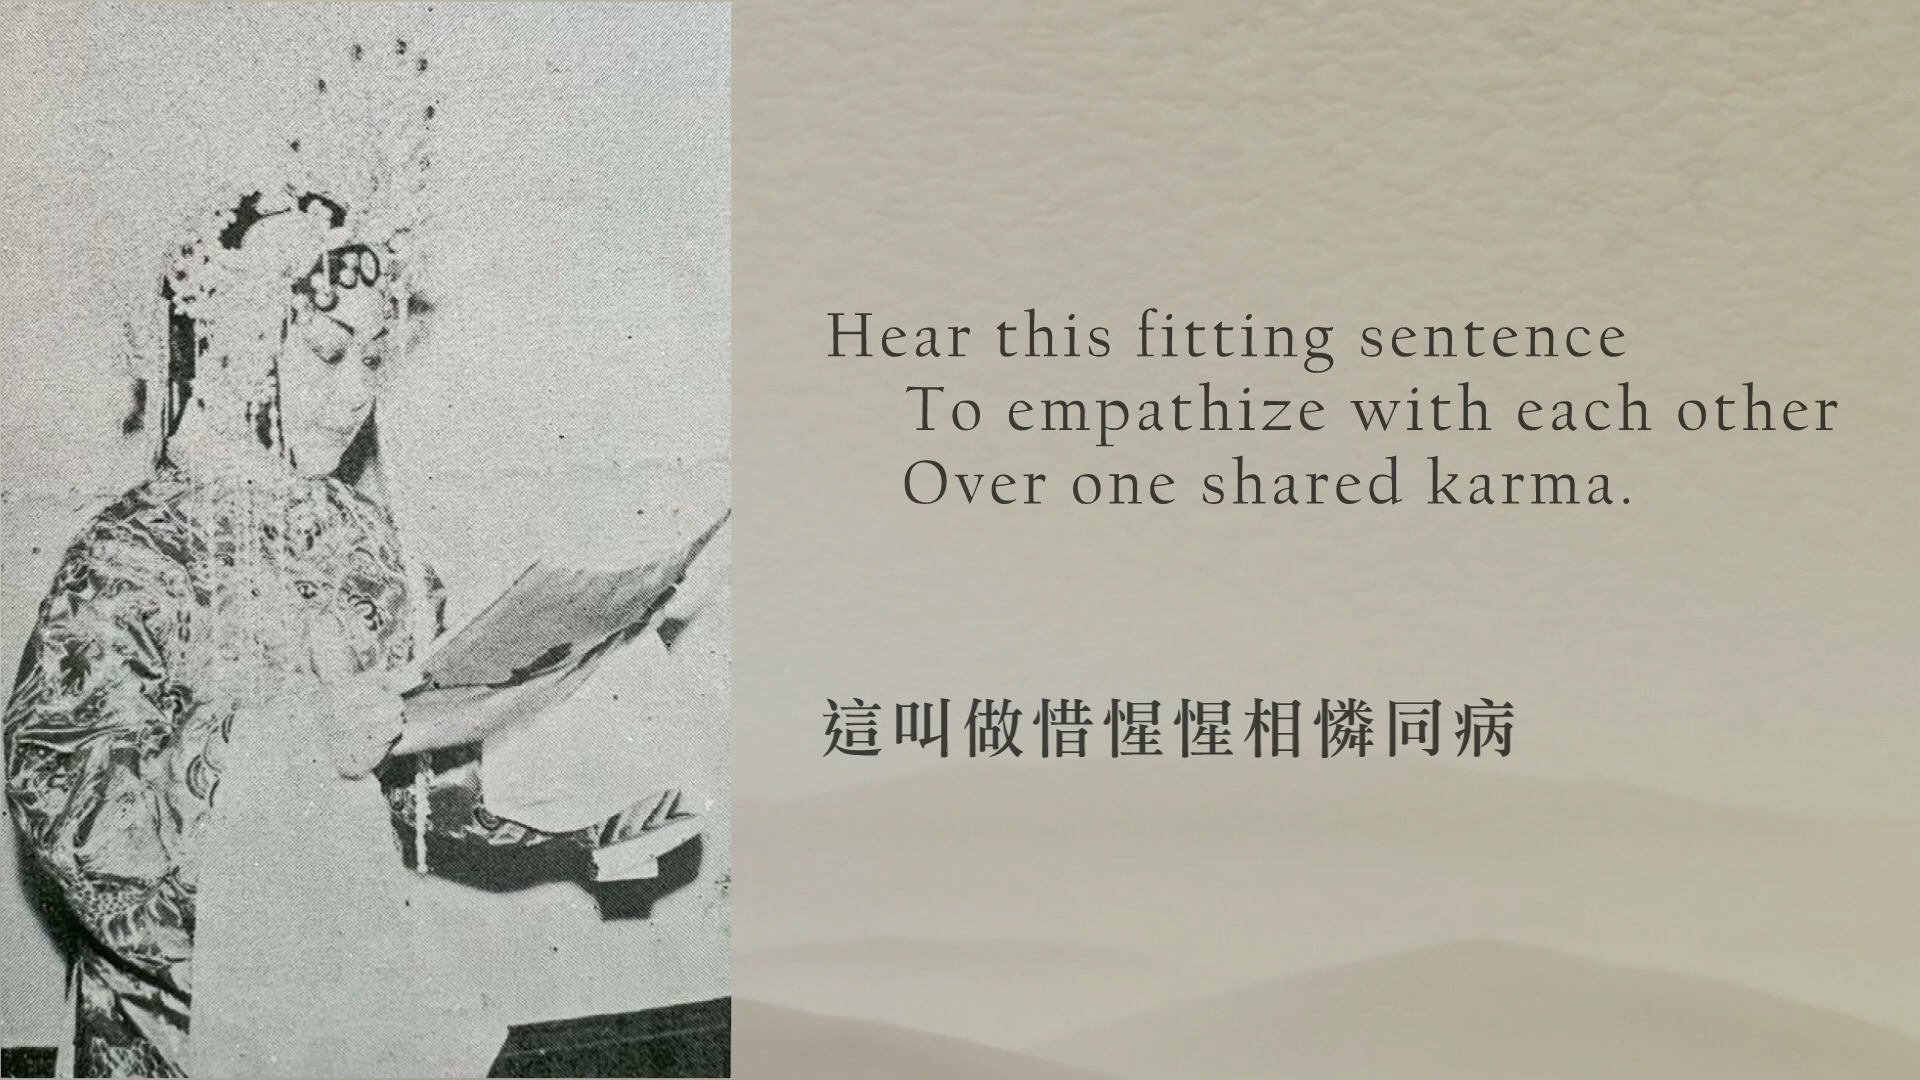 Hear this fitting sentence
To empathize with each other
Over one shared karma.
這叫做惜惺惺相憐同病